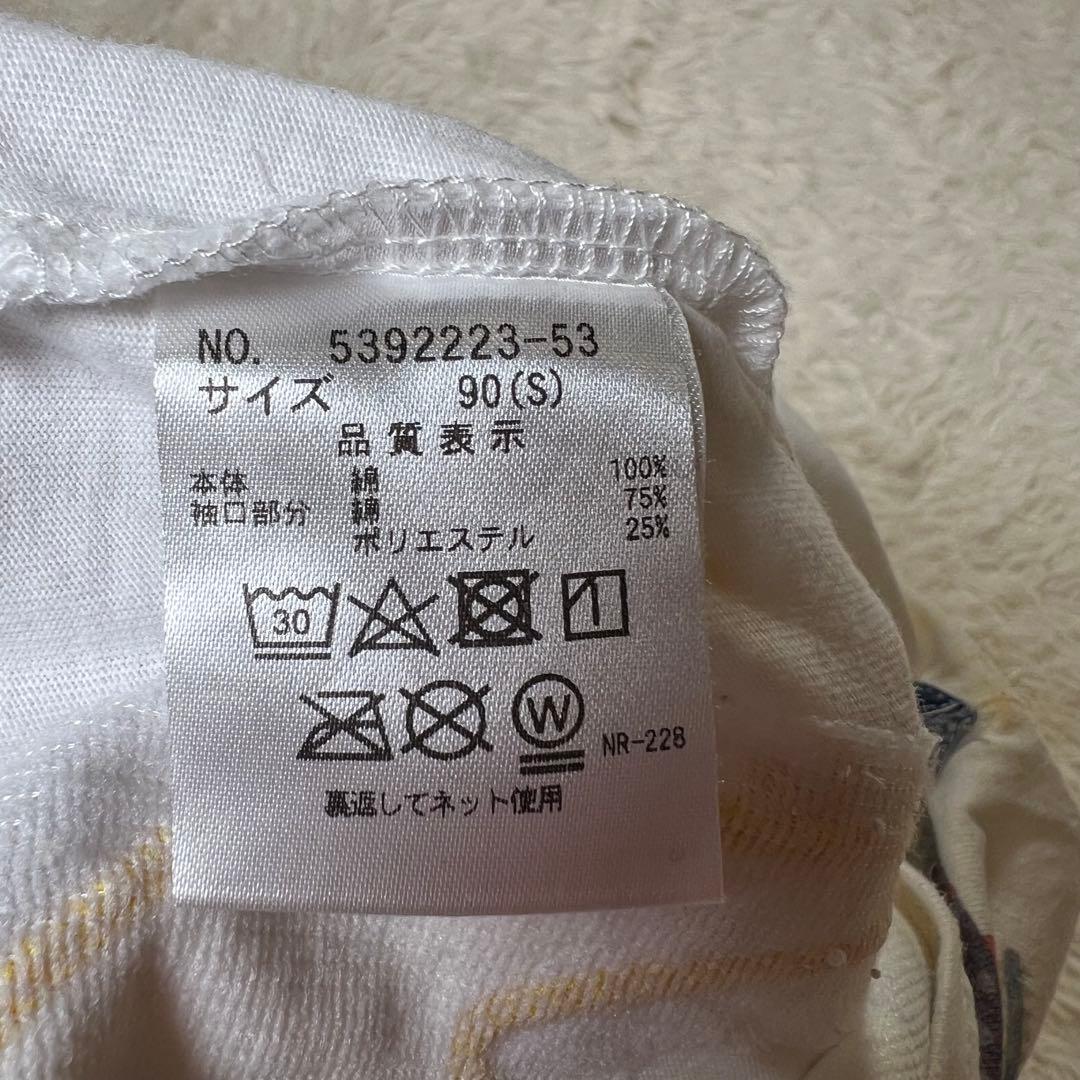 NO. 5392223-53
サイズ 90(S)
品質表示
本体 綿 100%
袖口部分 綿 75%
ポリエステル 25%
30
W NR-228
裏返してネット使用